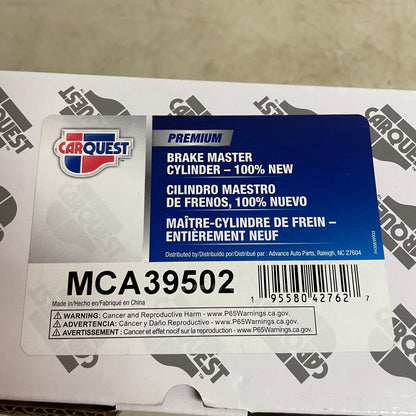 CARQUEST
PREMIUM
BRAKE MASTER
CYLINDER – 100% NEW
CILINDRO MAESTRO
DE FRENOS, 100% NUEVO
MAÎTRE-CYLINDRE DE FREIN –
ENTIÈREMENT NEUF
Distributed by/Distribuido por/Distribué par : Advance Auto Parts, Raleigh, NC 27604
MCA39502
Made in/Hecho en/Fabriqué en China
1 95580 42762 7
WARNING: Cancer and Reproductive Harm - www.P65Warnings.ca.gov.
ADVERTENCIA: Cáncer y Daño Reproductivo - www.P65Warnings.ca.gov.
AVERTISSEMENT : Cancer et effet nocif sur la reproduction - www.P65Warnings.ca.gov.